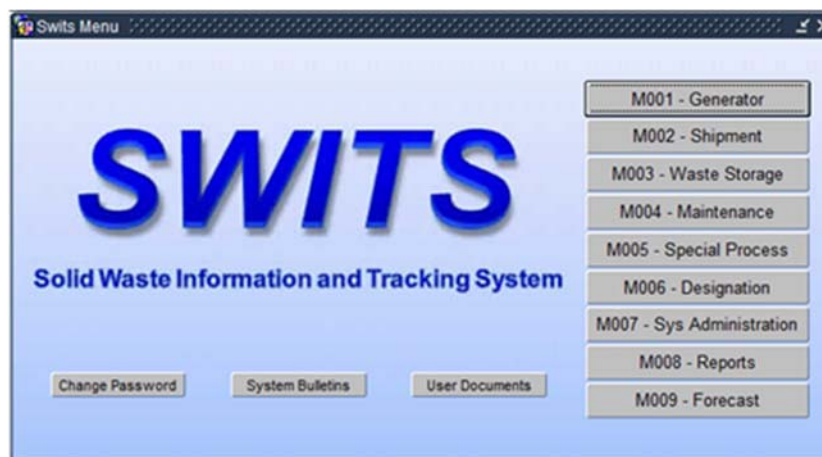 Swits Menu
SWITS
Solid Waste Information and Tracking System
Change Password
System Bulletins
User Documents
M001 - Generator
M002 - Shipment
M003 - Waste Storage
M004 - Maintenance
M005 - Special Process
M006 - Designation
M007 - Sys Administration
M008 - Reports
M009 - Forecast